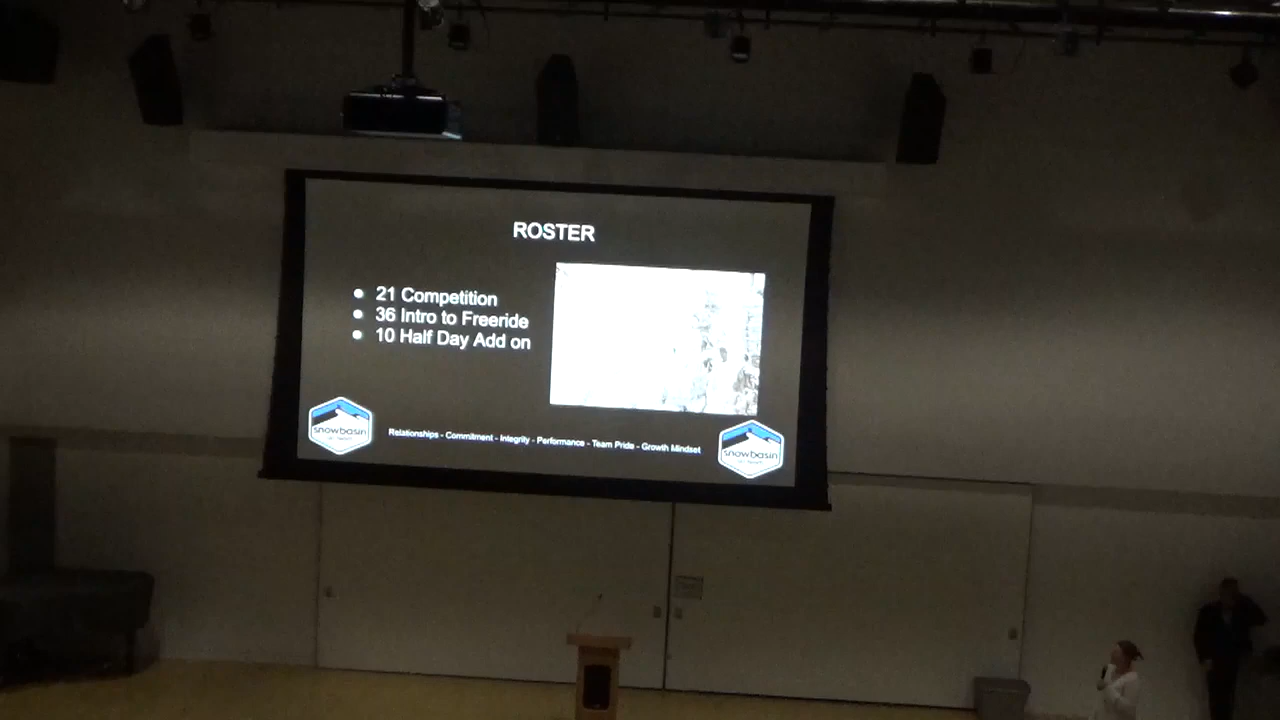 ROSTER
21 Competition
36 Intro to Freeride
10 Half Day Add on
snowbasin
Relationships - Commitment - Integrity - Performance - Team Pride - Growth Mindset
snowbasin